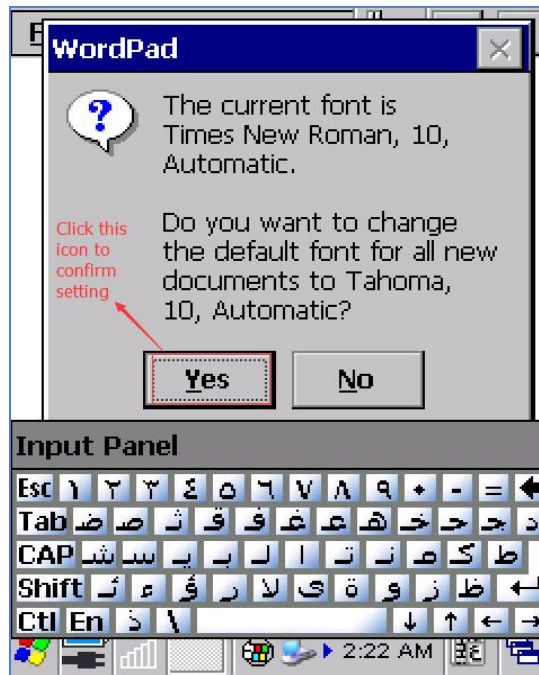 F
WordPad
The current font is
Times New Roman, 10,
Automatic.
Click this
icon to
confirm
setting
Do you want to change
the default font for all new
documents to Tahoma,
10, Automatic?
Yes No
Input Panel
Esc ١ ٢ ٣ ٤ ٥ ٦ ٧ ٨ ٩ - =
Tab ض ص ث ق ف غ ع ه خ ح ج د
CAP ش س ي ب ل ا ت ن م ك ط
Shift ئ ء ؤ ر لا ى ة و ز ظ
Ctl En ذ \ ↓ ↑ ← →
2:22 AM ع